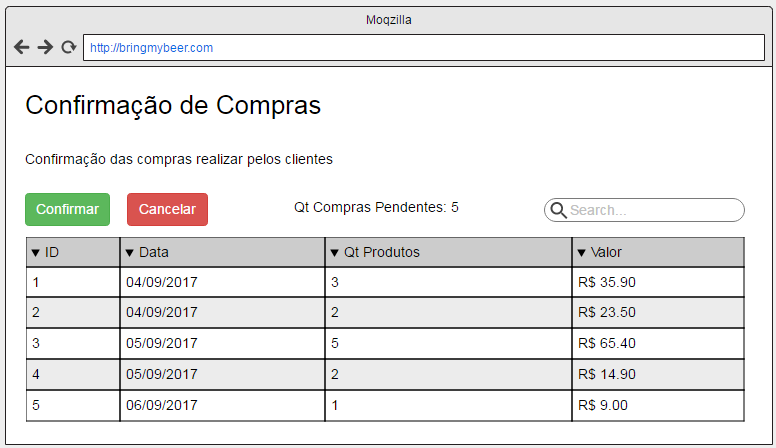 Moqzilla
http://bringmybeer.com
Confirmação de Compras
Confirmação das compras realizar pelos clientes
Confirmar Cancelar Qt Compras Pendentes: 5 Search...
▼ ID ▼ Data ▼ Qt Produtos ▼ Valor
1 04/09/2017 3 R$ 35.90
2 04/09/2017 2 R$ 23.50
3 05/09/2017 5 R$ 65.40
4 05/09/2017 2 R$ 14.90
5 06/09/2017 1 R$ 9.00